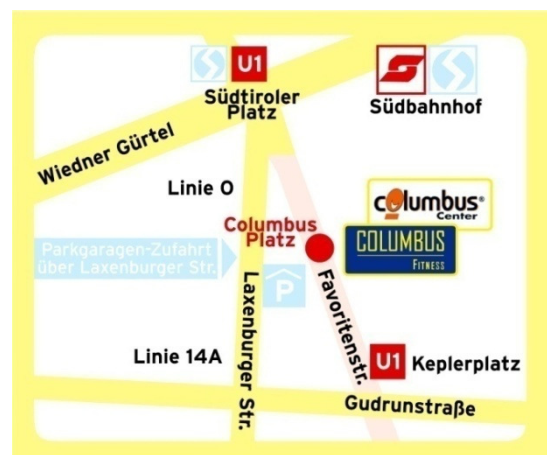 U1
Südtiroler
Platz
Südbahnhof
Wiedner Gürtel
Linie O
columbus®
Center
Columbus
Platz
COLUMBUS
FITNESS
Parkgaragen-Zufahrt
über Laxenburger Str.
P
Laxenburger Str.
Favoritenstr.
Linie 14A
U1 Keplerplatz
Gudrunstraße